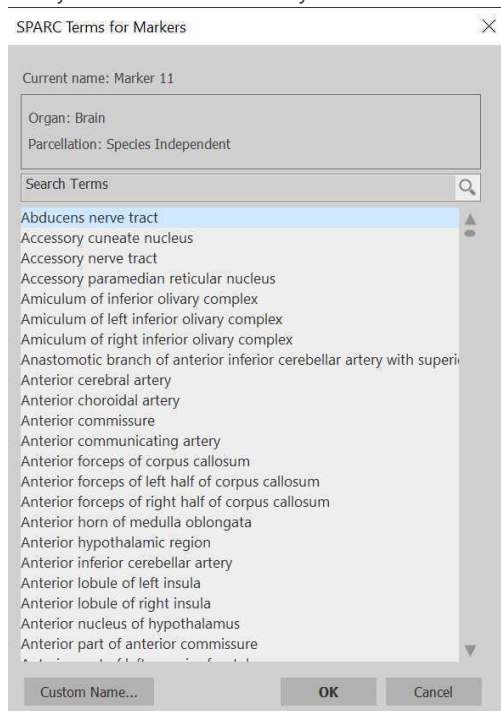 SPARC Terms for Markers
Current name: Marker 11
Organ: Brain
Parcellation: Species Independent
Search Terms
Abducens nerve tract
Accessory cuneate nucleus
Accessory nerve tract
Accessory paramedian reticular nucleus
Amiculum of inferior olivary complex
Amiculum of left inferior olivary complex
Amiculum of right inferior olivary complex
Anastomotic branch of anterior inferior cerebellar artery with superi
Anterior cerebral artery
Anterior choroidal artery
Anterior commissure
Anterior communicating artery
Anterior forceps of corpus callosum
Anterior forceps of left half of corpus callosum
Anterior forceps of right half of corpus callosum
Anterior horn of medulla oblongata
Anterior hypothalamic region
Anterior inferior cerebellar artery
Anterior lobule of left insula
Anterior lobule of right insula
Anterior nucleus of hypothalamus
Anterior part of anterior commissure
Custom Name...
OK
Cancel